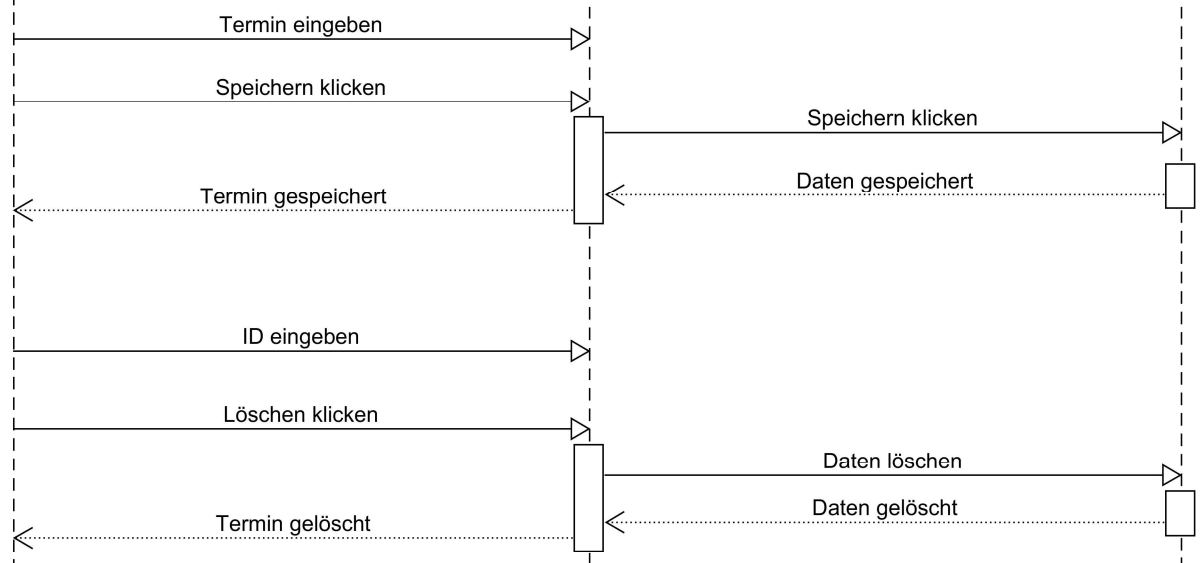 Termin eingeben
Speichern klicken
Speichern klicken
Daten gespeichert
Termin gespeichert
ID eingeben
Löschen klicken
Daten löschen
Daten gelöscht
Termin gelöscht